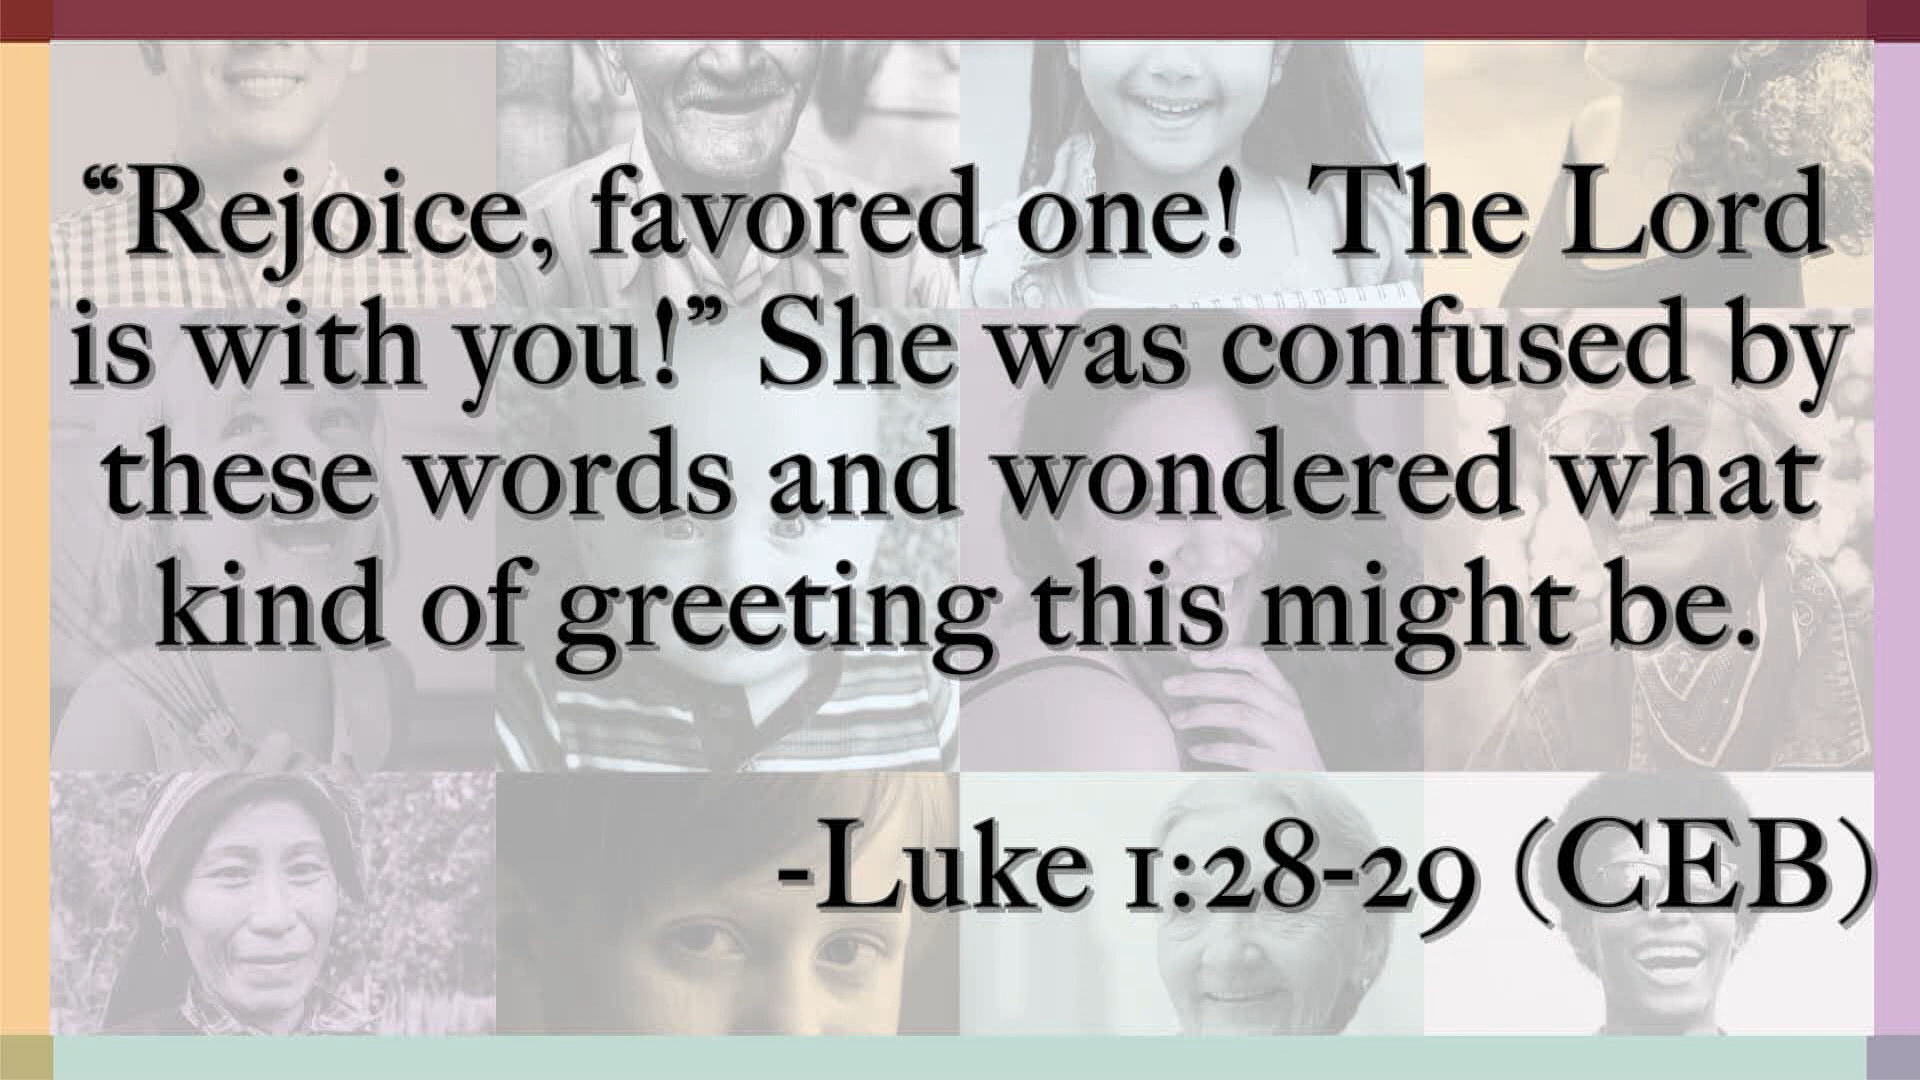 “Rejoice, favored one!  The Lord
is with you!” She was confused by
these words and wondered what
kind of greeting this might be.
-Luke 1:28-29 (CEB)